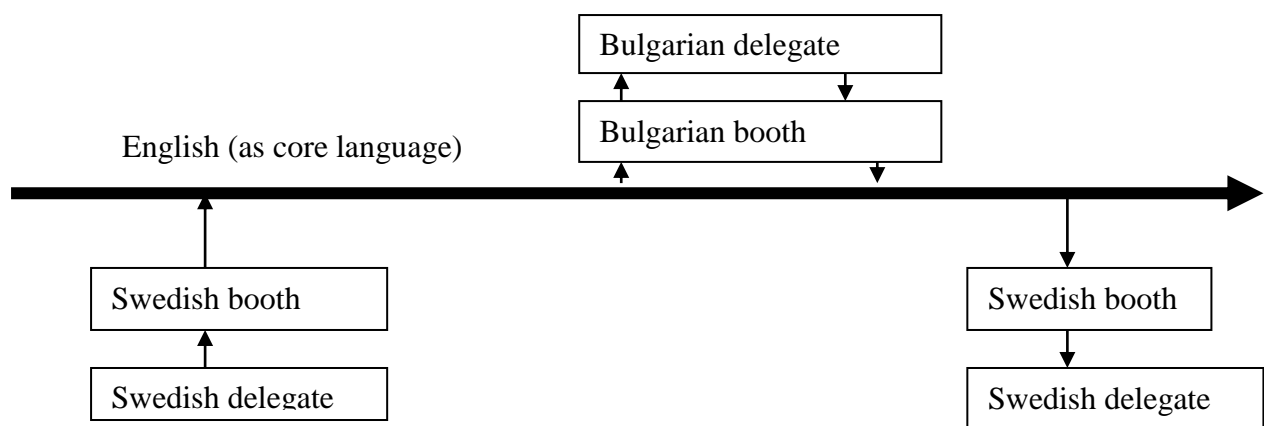 Bulgarian delegate
Bulgarian booth
English (as core language)
Swedish booth
Swedish booth
Swedish delegate
Swedish delegate